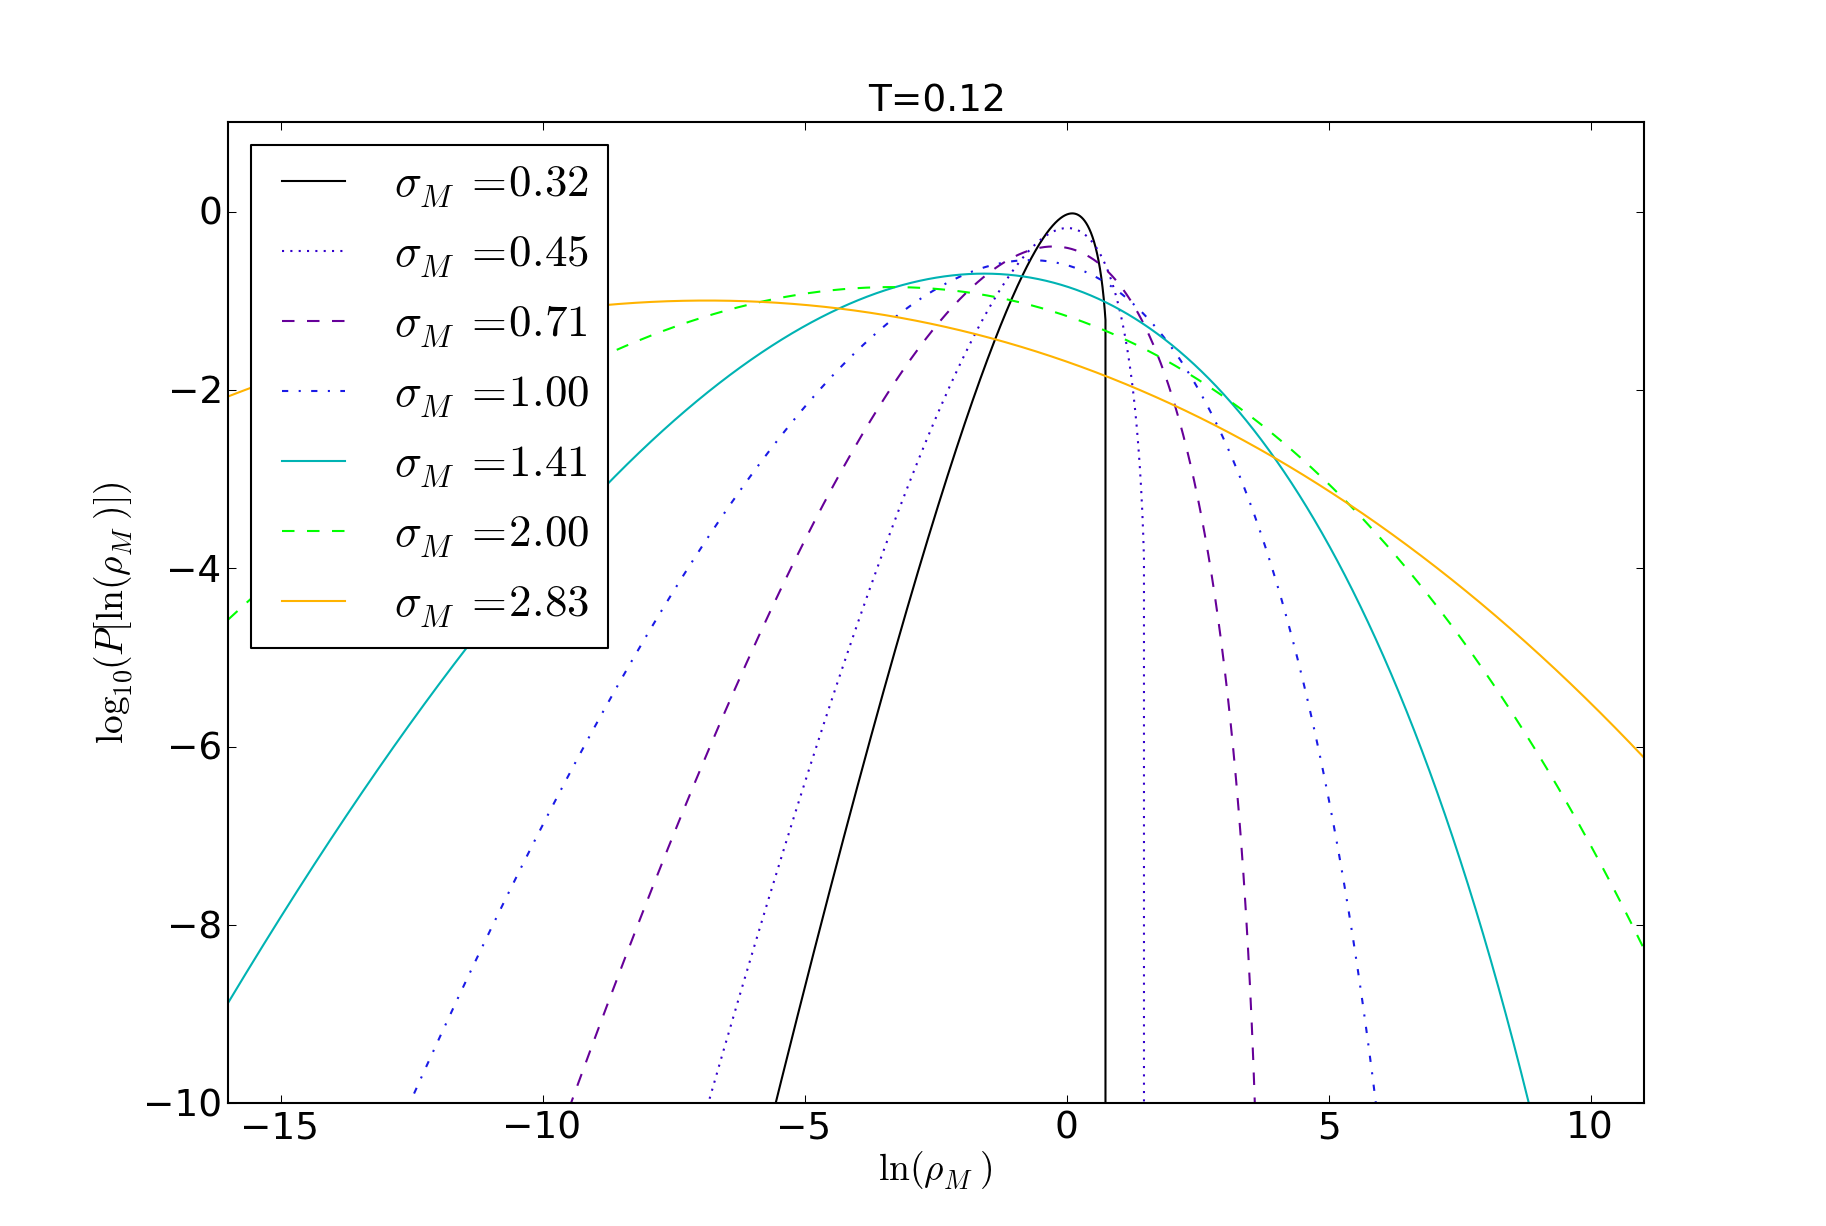 T=0.12
σ_M =0.32
σ_M =0.45
σ_M =0.71
σ_M =1.00
σ_M =1.41
σ_M =2.00
σ_M =2.83
log₁₀(P[ln(ρ_M)])
0
−2
−4
−6
−8
−10
−15 −10 −5 0 5 10
ln(ρ_M)